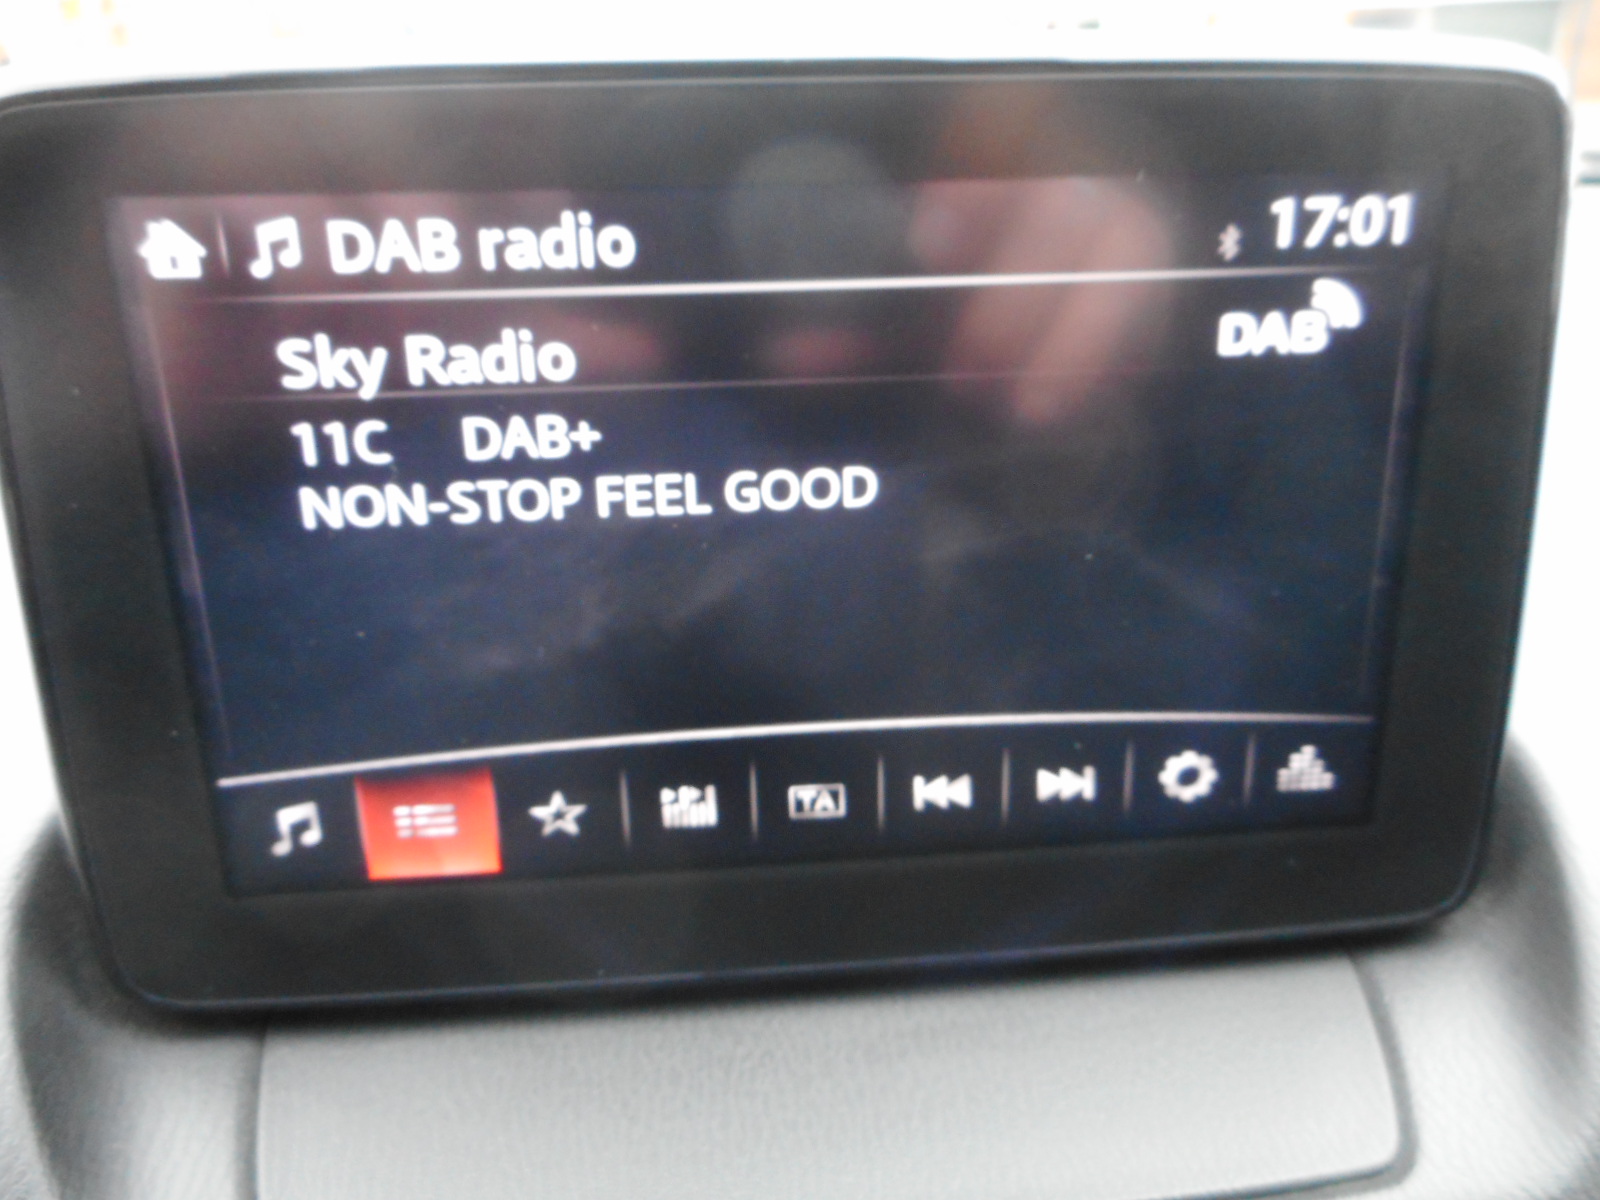 DAB radio
17:01
DAB
Sky Radio
11C DAB+
NON-STOP FEEL GOOD
TA